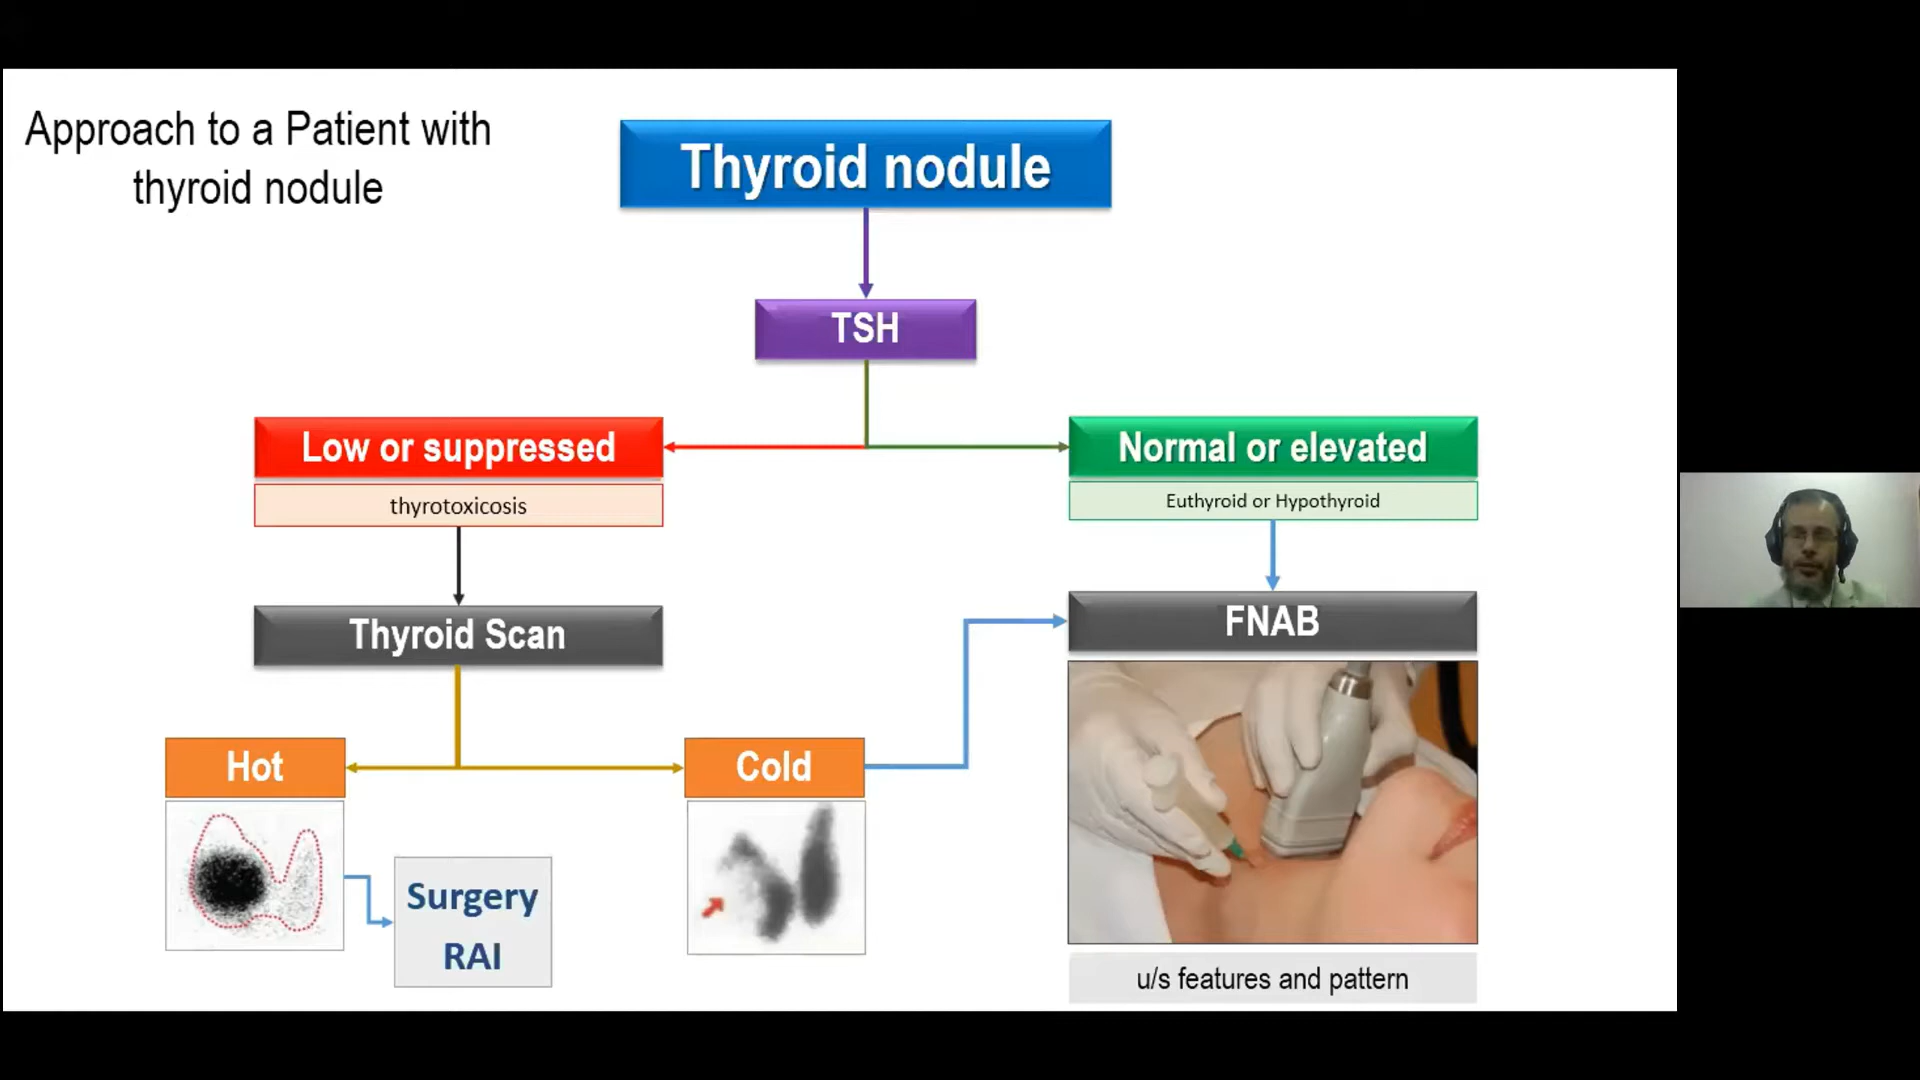 Approach to a Patient with
thyroid nodule
Thyroid nodule
TSH
Low or suppressed
thyrotoxicosis
Normal or elevated
Euthyroid or Hypothyroid
Thyroid Scan
FNAB
Hot
Cold
Surgery
RAI
u/s features and pattern